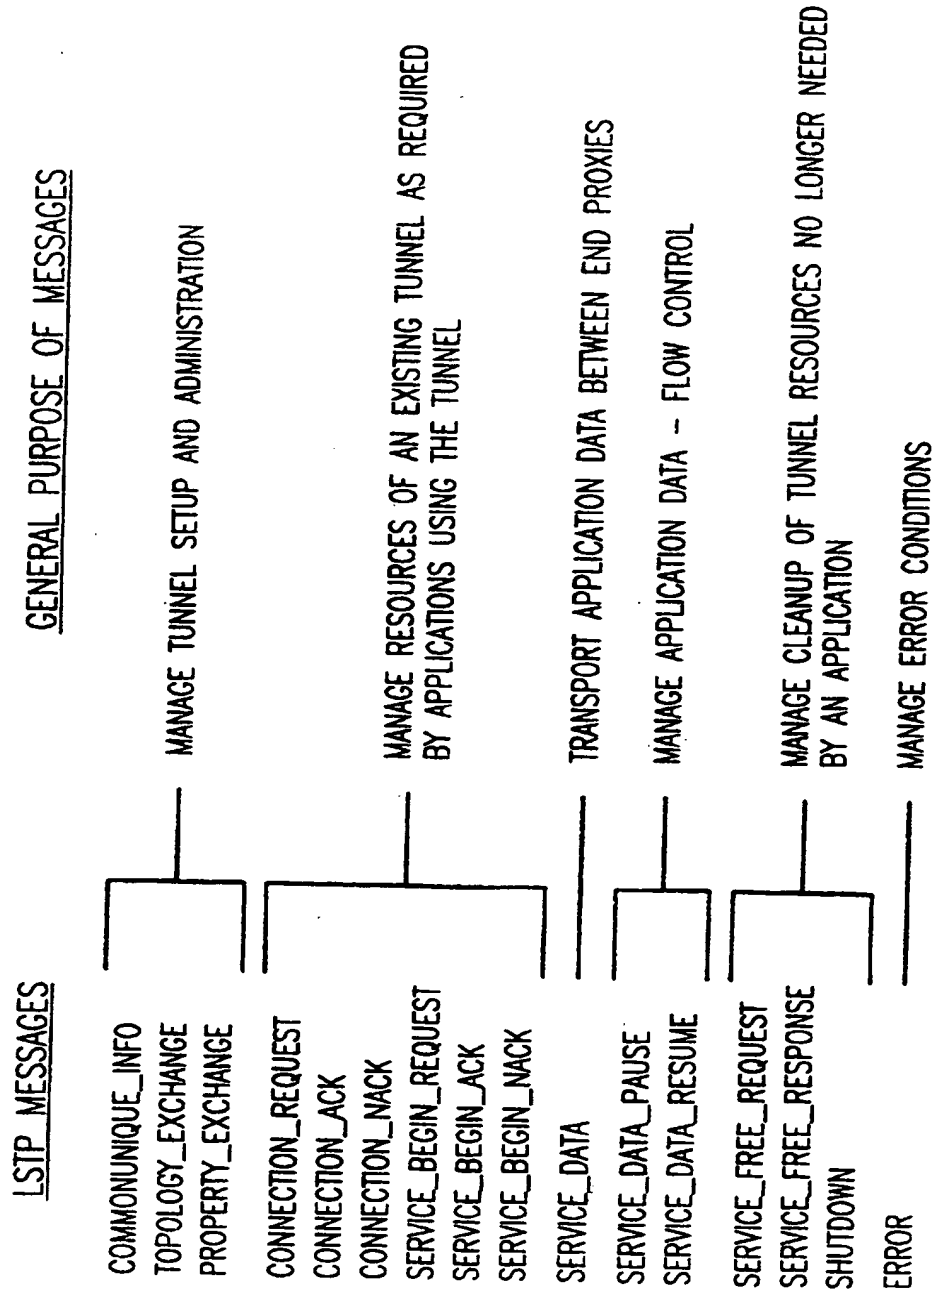 LSTP MESSAGES
GENERAL PURPOSE OF MESSAGES
COMMONUNIQUE_INFO
TOPOLOGY_EXCHANGE
PROPERTY_EXCHANGE
MANAGE TUNNEL SETUP AND ADMINISTRATION
CONNECTION_REQUEST
CONNECTION_ACK
CONNECTION_NACK
SERVICE_BEGIN_REQUEST
SERVICE_BEGIN_ACK
SERVICE_BEGIN_NACK
MANAGE RESOURCES OF AN EXISTING TUNNEL AS REQUIRED
BY APPLICATIONS USING THE TUNNEL
SERVICE_DATA
TRANSPORT APPLICATION DATA BETWEEN END PROXIES
SERVICE_DATA_PAUSE
SERVICE_DATA_RESUME
MANAGE APPLICATION DATA – FLOW CONTROL
SERVICE_FREE_REQUEST
SERVICE_FREE_RESPONSE
SHUTDOWN
MANAGE CLEANUP OF TUNNEL RESOURCES NO LONGER NEEDED
BY AN APPLICATION
ERROR
MANAGE ERROR CONDITIONS